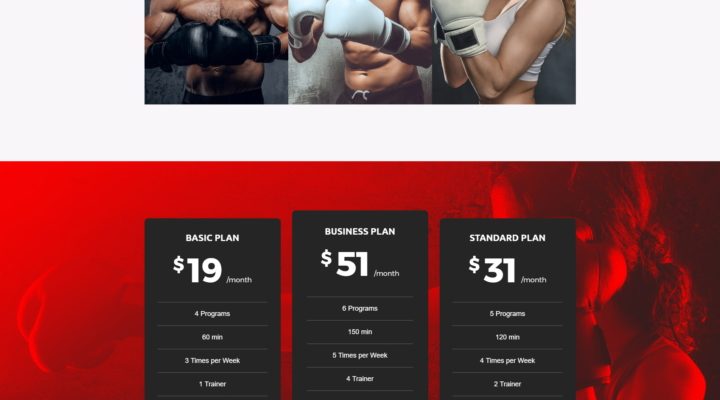 BASIC PLAN
$19 /month
4 Programs
60 min
3 Times per Week
1 Trainer
BUSINESS PLAN
$51 /month
6 Programs
150 min
5 Times per Week
4 Trainer
STANDARD PLAN
$31 /month
5 Programs
120 min
4 Times per Week
2 Trainer